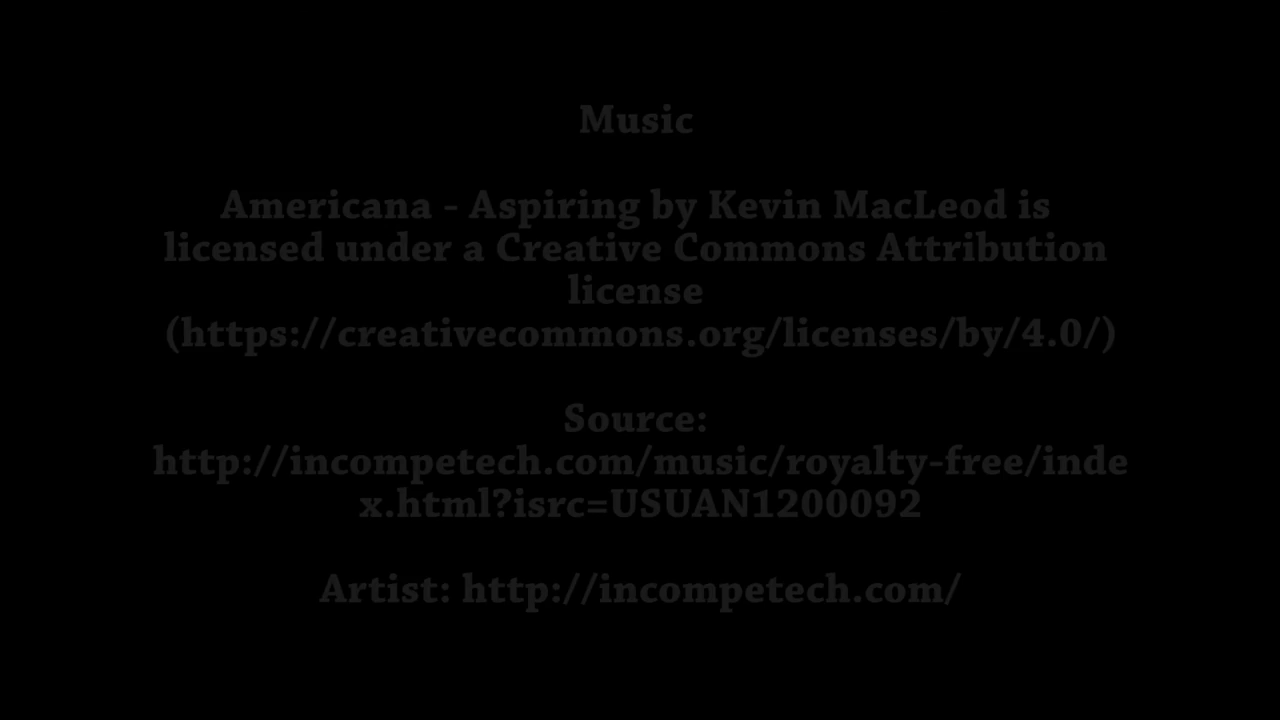 Music
Americana - Aspiring by Kevin MacLeod is
licensed under a Creative Commons Attribution
license
(https://creativecommons.org/licenses/by/4.0/)
Source:
http://incompetech.com/music/royalty-free/inde
x.html?isrc=USUAN1200092
Artist: http://incompetech.com/